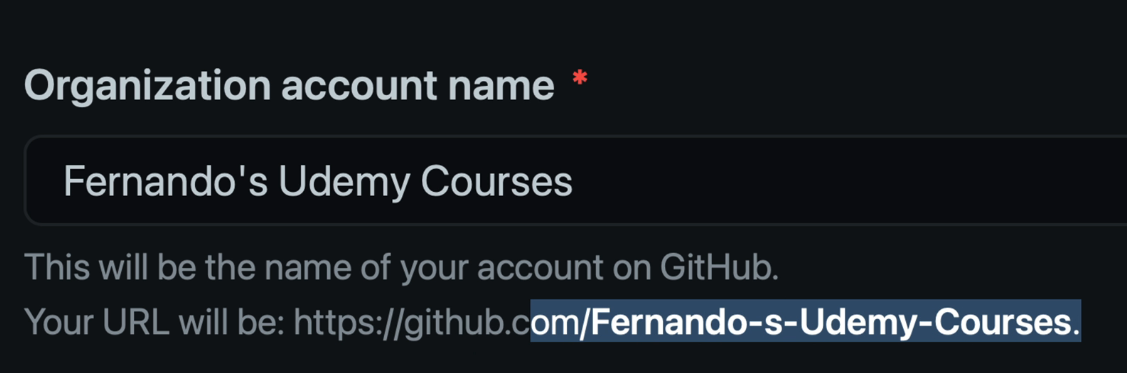 Organization account name *
Fernando's Udemy Courses
This will be the name of your account on GitHub.
Your URL will be: https://github.com/Fernando-s-Udemy-Courses.